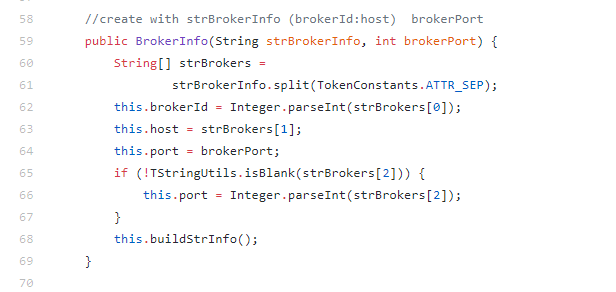 58 //create with strBrokerInfo (brokerId:host)  brokerPort
59 public BrokerInfo(String strBrokerInfo, int brokerPort) {
60     String[] strBrokers =
61             strBrokerInfo.split(TokenConstants.ATTR_SEP);
62     this.brokerId = Integer.parseInt(strBrokers[0]);
63     this.host = strBrokers[1];
64     this.port = brokerPort;
65     if (!TStringUtils.isBlank(strBrokers[2])) {
66         this.port = Integer.parseInt(strBrokers[2]);
67     }
68     this.buildStrInfo();
69 }
70